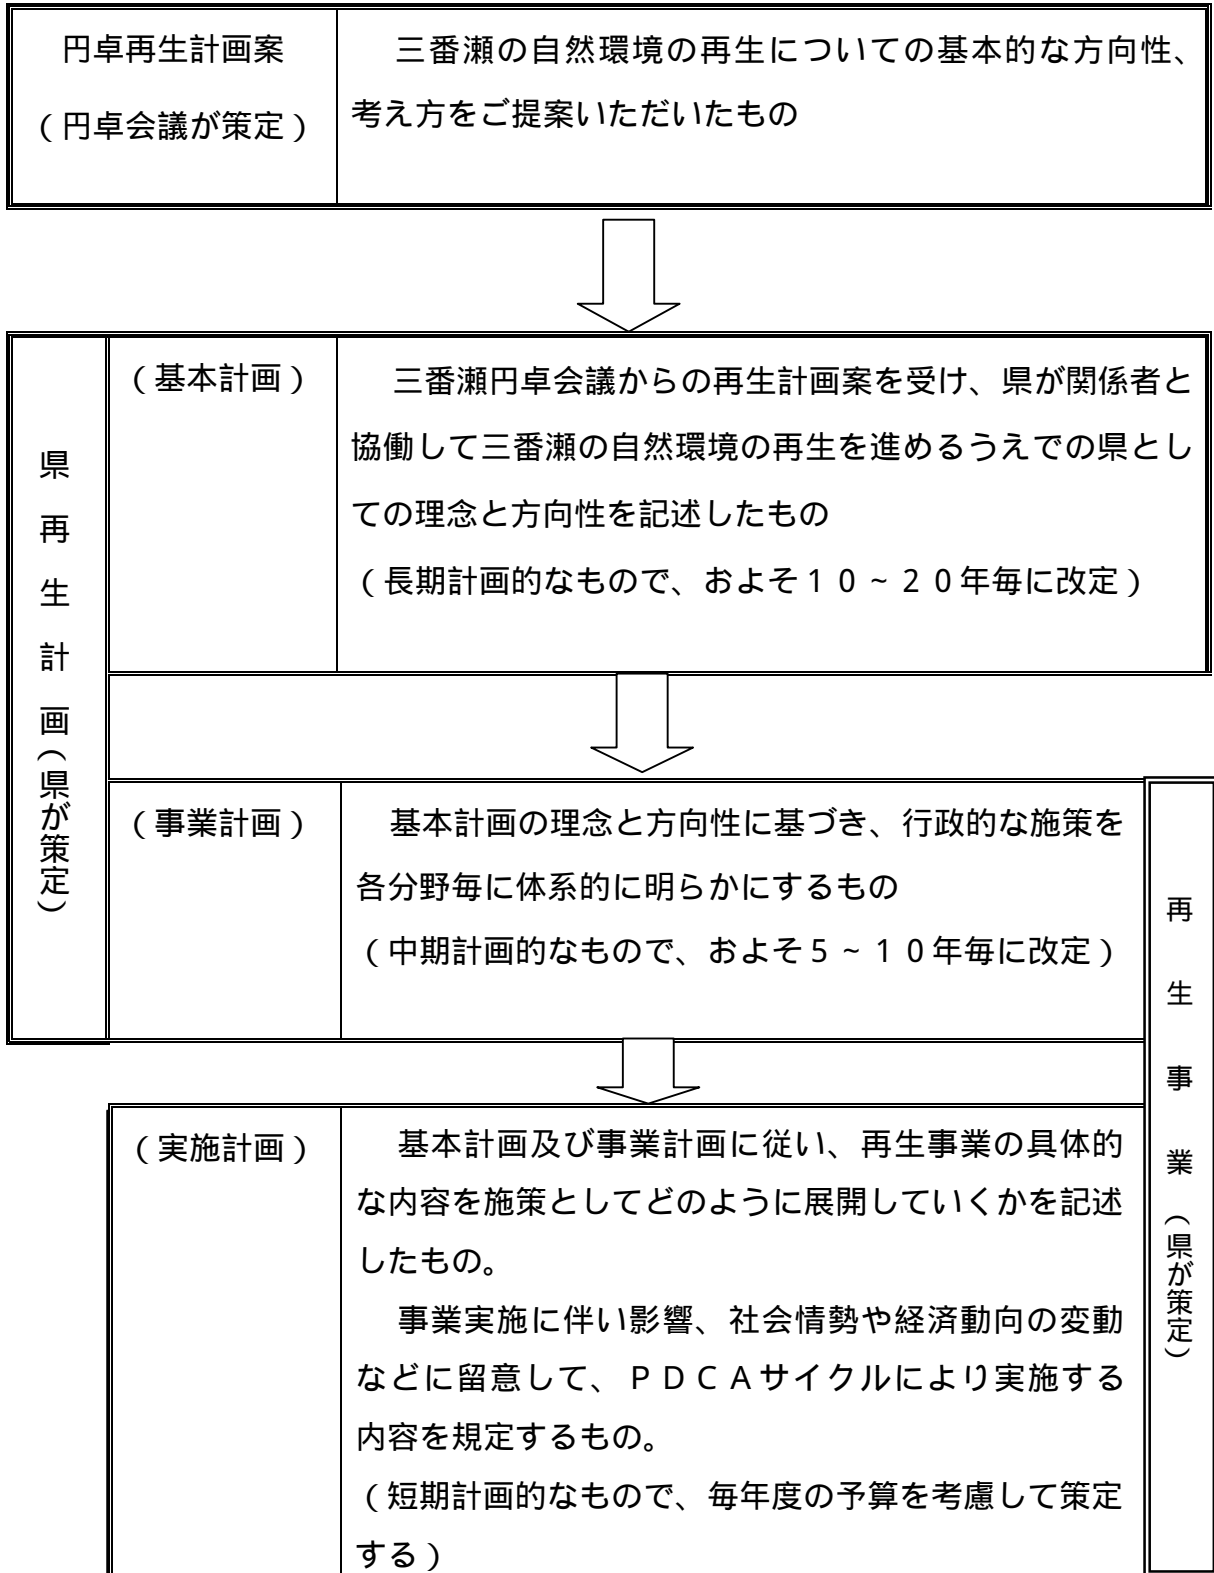 円卓再生計画案
(円卓会議が策定)
三番瀬の自然環境の再生についての基本的な方向性、
考え方をご提案いただいたもの
県再生計画(県が策定)
(基本計画)
三番瀬円卓会議からの再生計画案を受け、県が関係者と
協働して三番瀬の自然環境の再生を進めるうえでの県とし
ての理念と方向性を記述したもの
(長期計画的なもので、およそ10~20年毎に改定)
(事業計画)
基本計画の理念と方向性に基づき、行政的な施策を
各分野毎に体系的に明らかにするもの
(中期計画的なもので、およそ5~10年毎に改定)
再生事業(県が策定)
(実施計画)
基本計画及び事業計画に従い、再生事業の具体的
な内容を施策としてどのように展開していくかを記述
したもの。
事業実施に伴い影響、社会情勢や経済動向の変動
などに留意して、PDCAサイクルにより実施する
内容を規定するもの。
(短期計画的なもので、毎年度の予算を考慮して策定
する)